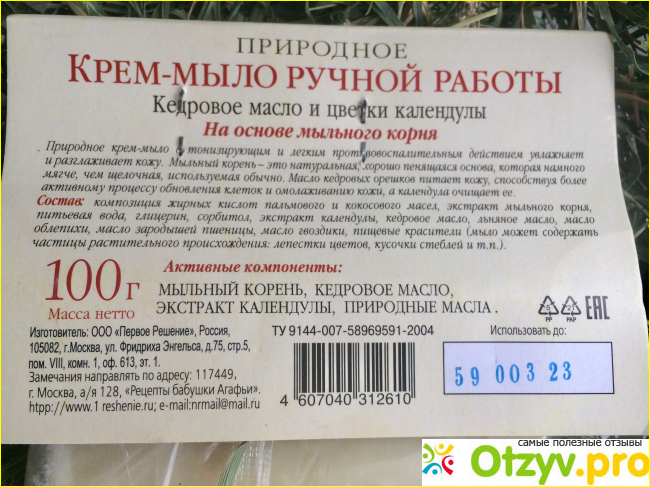 ПРИРОДНОЕ
КРЕМ-МЫЛО РУЧНОЙ РАБОТЫ
Кедровое масло и цветки календулы
На основе мыльного корня
Природное крем-мыло с тонизирующим и легким противовоспалительным действием увлажняет
и разглаживает кожу. Мыльный корень – это натуральная, хорошо пенящаяся основа, которая намного
мягче, чем щелочная, используемая обычно. Масло кедровых орешков питает кожу, способствуя более
активному процессу обновления клеток и омолаживанию кожи, а календула очищает ее.
Состав: композиция жирных кислот пальмового и кокосового масел, экстракт мыльного корня,
питьевая вода, глицерин, сорбитол, экстракт календулы, кедровое масло, льняное масло, масло
облепихи, масло зародышей пшеницы, масло гвоздики, пищевые красители (мыло может содержать
частицы растительного происхождения: лепестки цветов, кусочки стеблей и т.п.).
100 г
Масса нетто
Активные компоненты:
МЫЛЬНЫЙ КОРЕНЬ, КЕДРОВОЕ МАСЛО,
ЭКСТРАКТ КАЛЕНДУЛЫ, ПРИРОДНЫЕ МАСЛА .
5 PP
21 PAP
EAC
Изготовитель: ООО «Первое Решение», Россия,
105082, г.Москва, ул. Фридриха Энгельса, д.75, стр.5,
пом. VIII, комн. 1, оф. 613, эт. 1.
Замечания направлять по адресу: 117449,
г. Москва, а/я 128, «Рецепты бабушки Агафьи»
htpp://www.1 reshenie.ru; e-mail:nrmail@mail.ru
ТУ 9144-007-58969591-2004
4 607040 312610
Использовать до:
59 003 23
самые полезные отзывы
Otzyv.pro